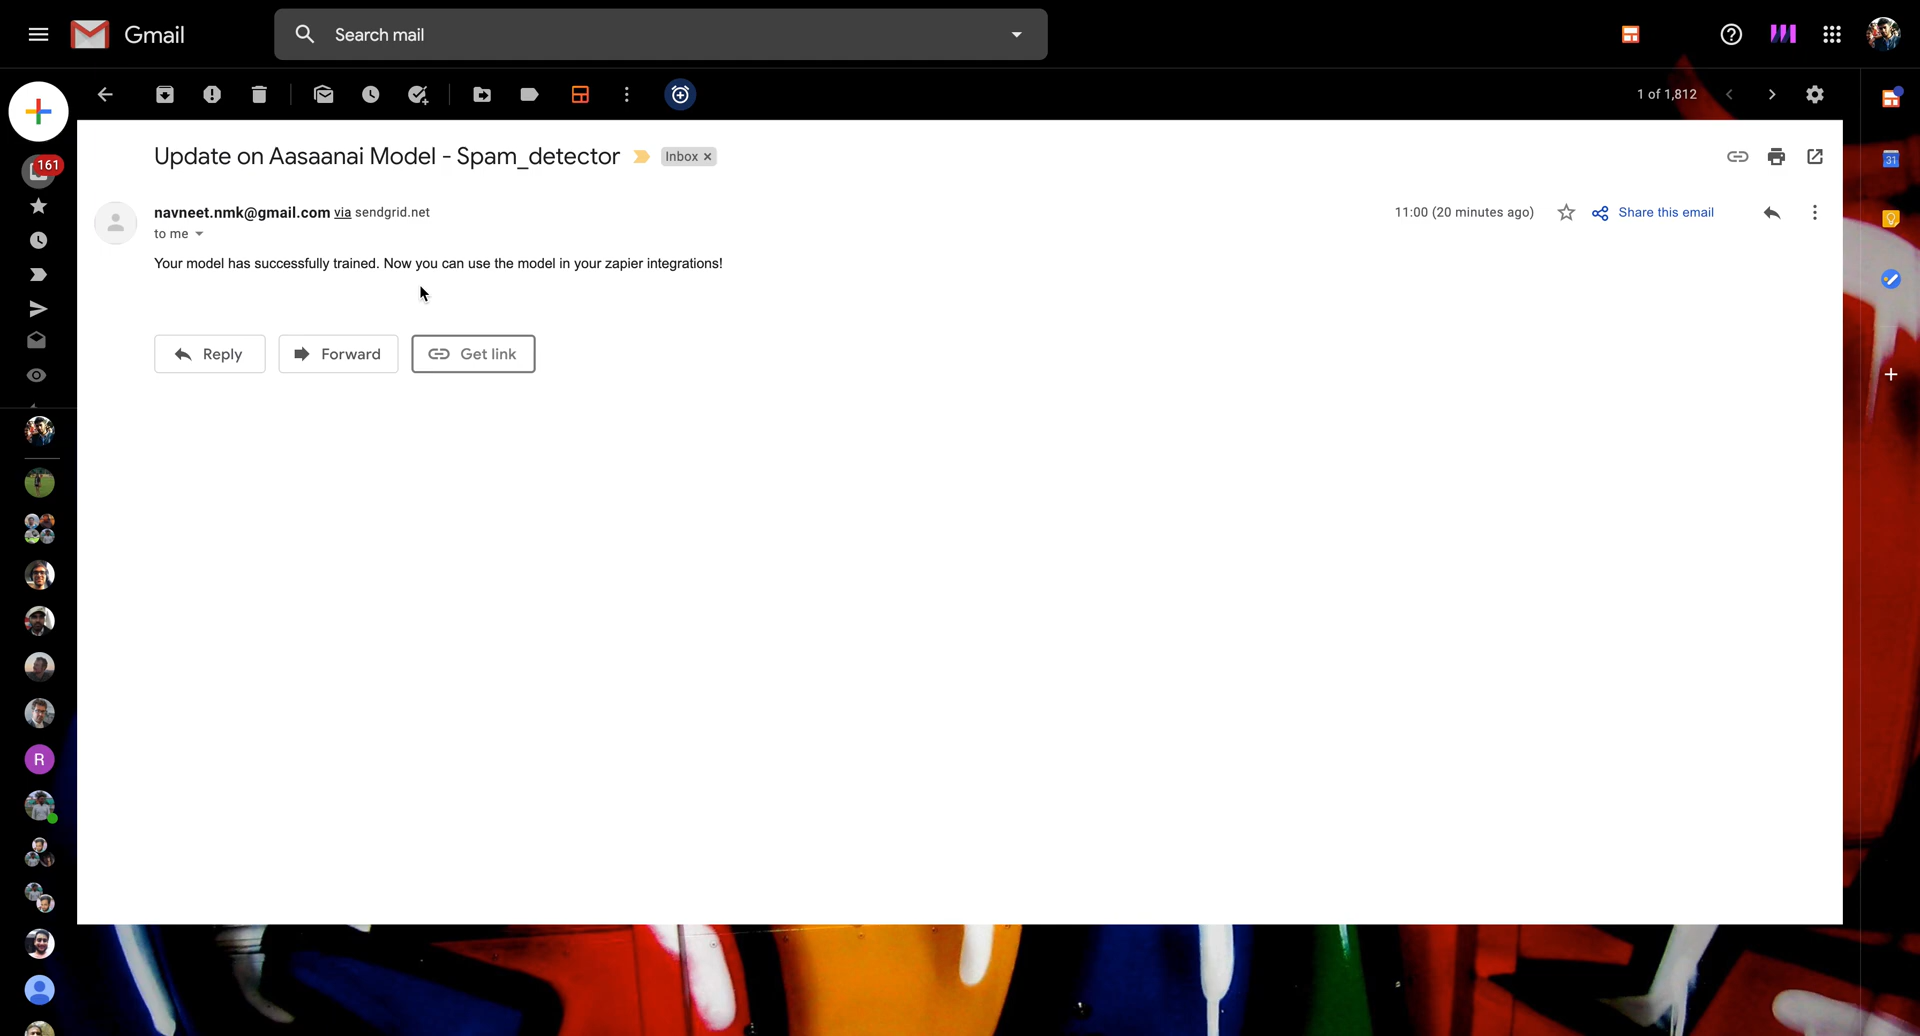 Gmail
Search mail
1 of 1,812
161
Update on Aasaanai Model - Spam_detector
Inbox ×
31
navneet.nmk@gmail.com via sendgrid.net
11:00 (20 minutes ago)
Share this email
to me
Your model has successfully trained. Now you can use the model in your zapier integrations!
Reply
Forward
Get link
R